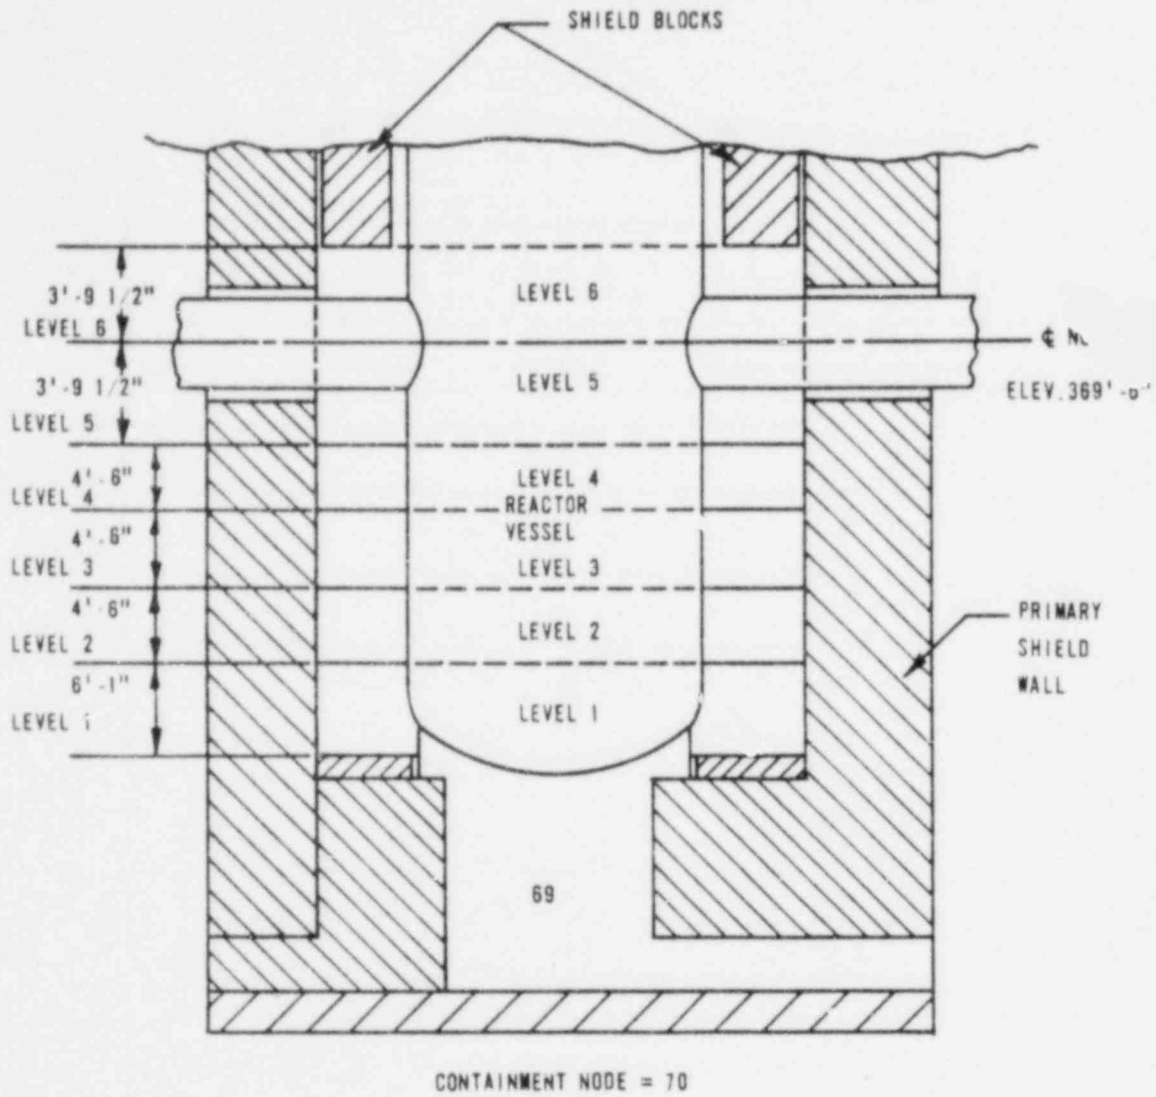 SHIELD BLOCKS
3'-9 1/2"
LEVEL 6
LEVEL 6
3'-9 1/2"
LEVEL 5
LEVEL 5
℄
ELEV. 369'-
4'-6"
LEVEL 4
LEVEL 4
REACTOR
VESSEL
4'-6"
LEVEL 3
LEVEL 3
4'-6"
LEVEL 2
LEVEL 2
PRIMARY
SHIELD
WALL
6'-1"
LEVEL
LEVEL 1
69
CONTAINMENT NODE = 70